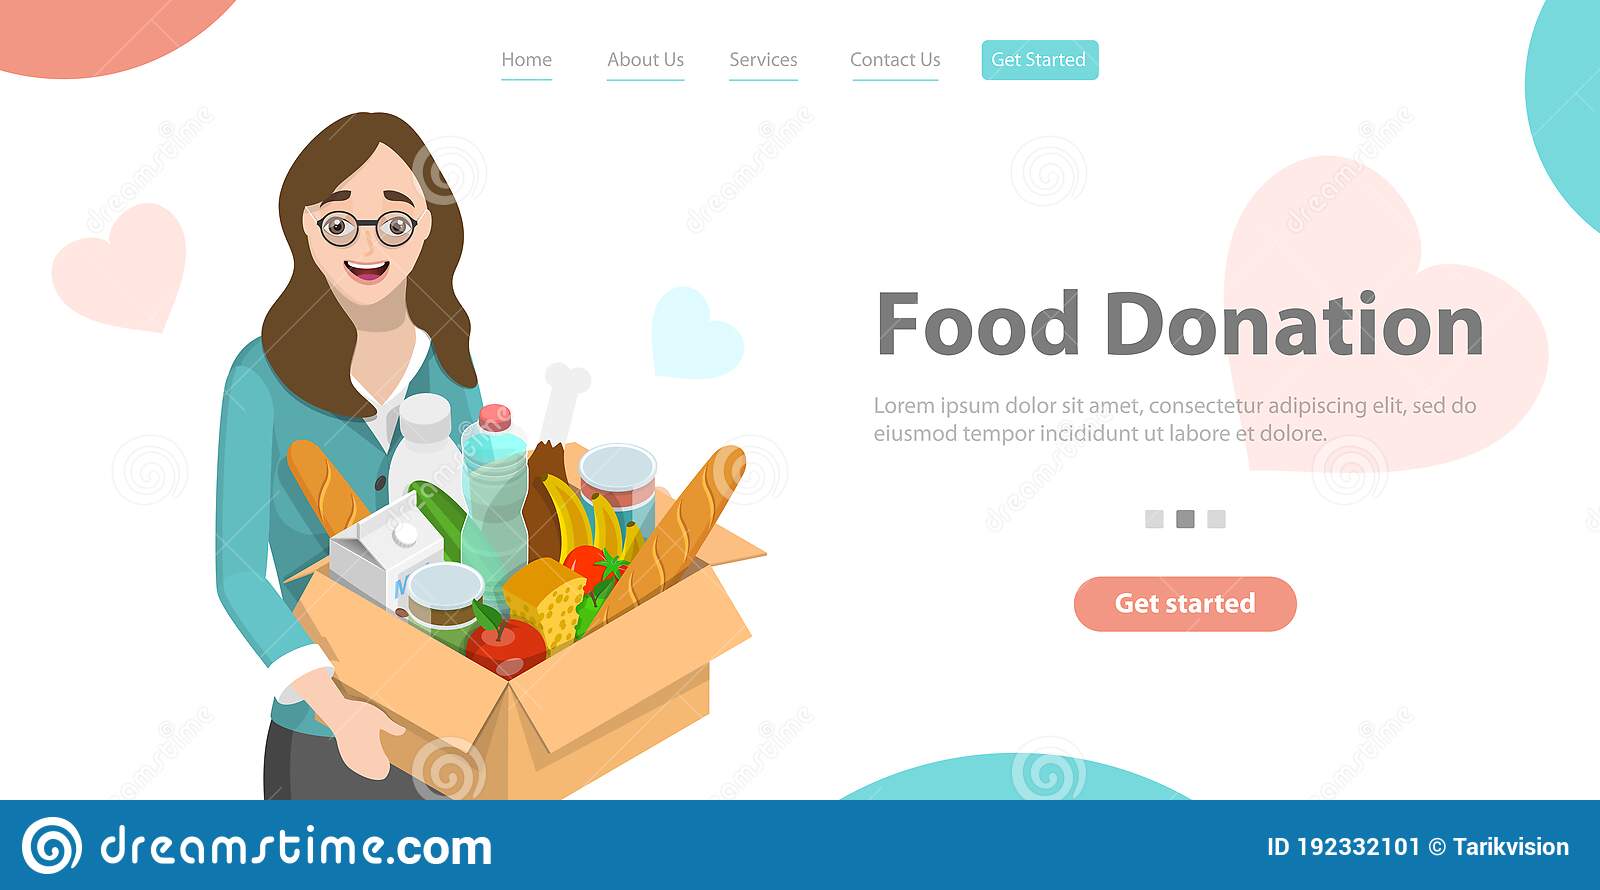 Home About Us Services Contact Us Get Started
Food Donation
Lorem ipsum dolor sit amet, consectetur adipiscing elit, sed do
eiusmod tempor incididunt ut labore et dolore.
Get started
dreamstime.com
ID 192332101 © Tarikvision